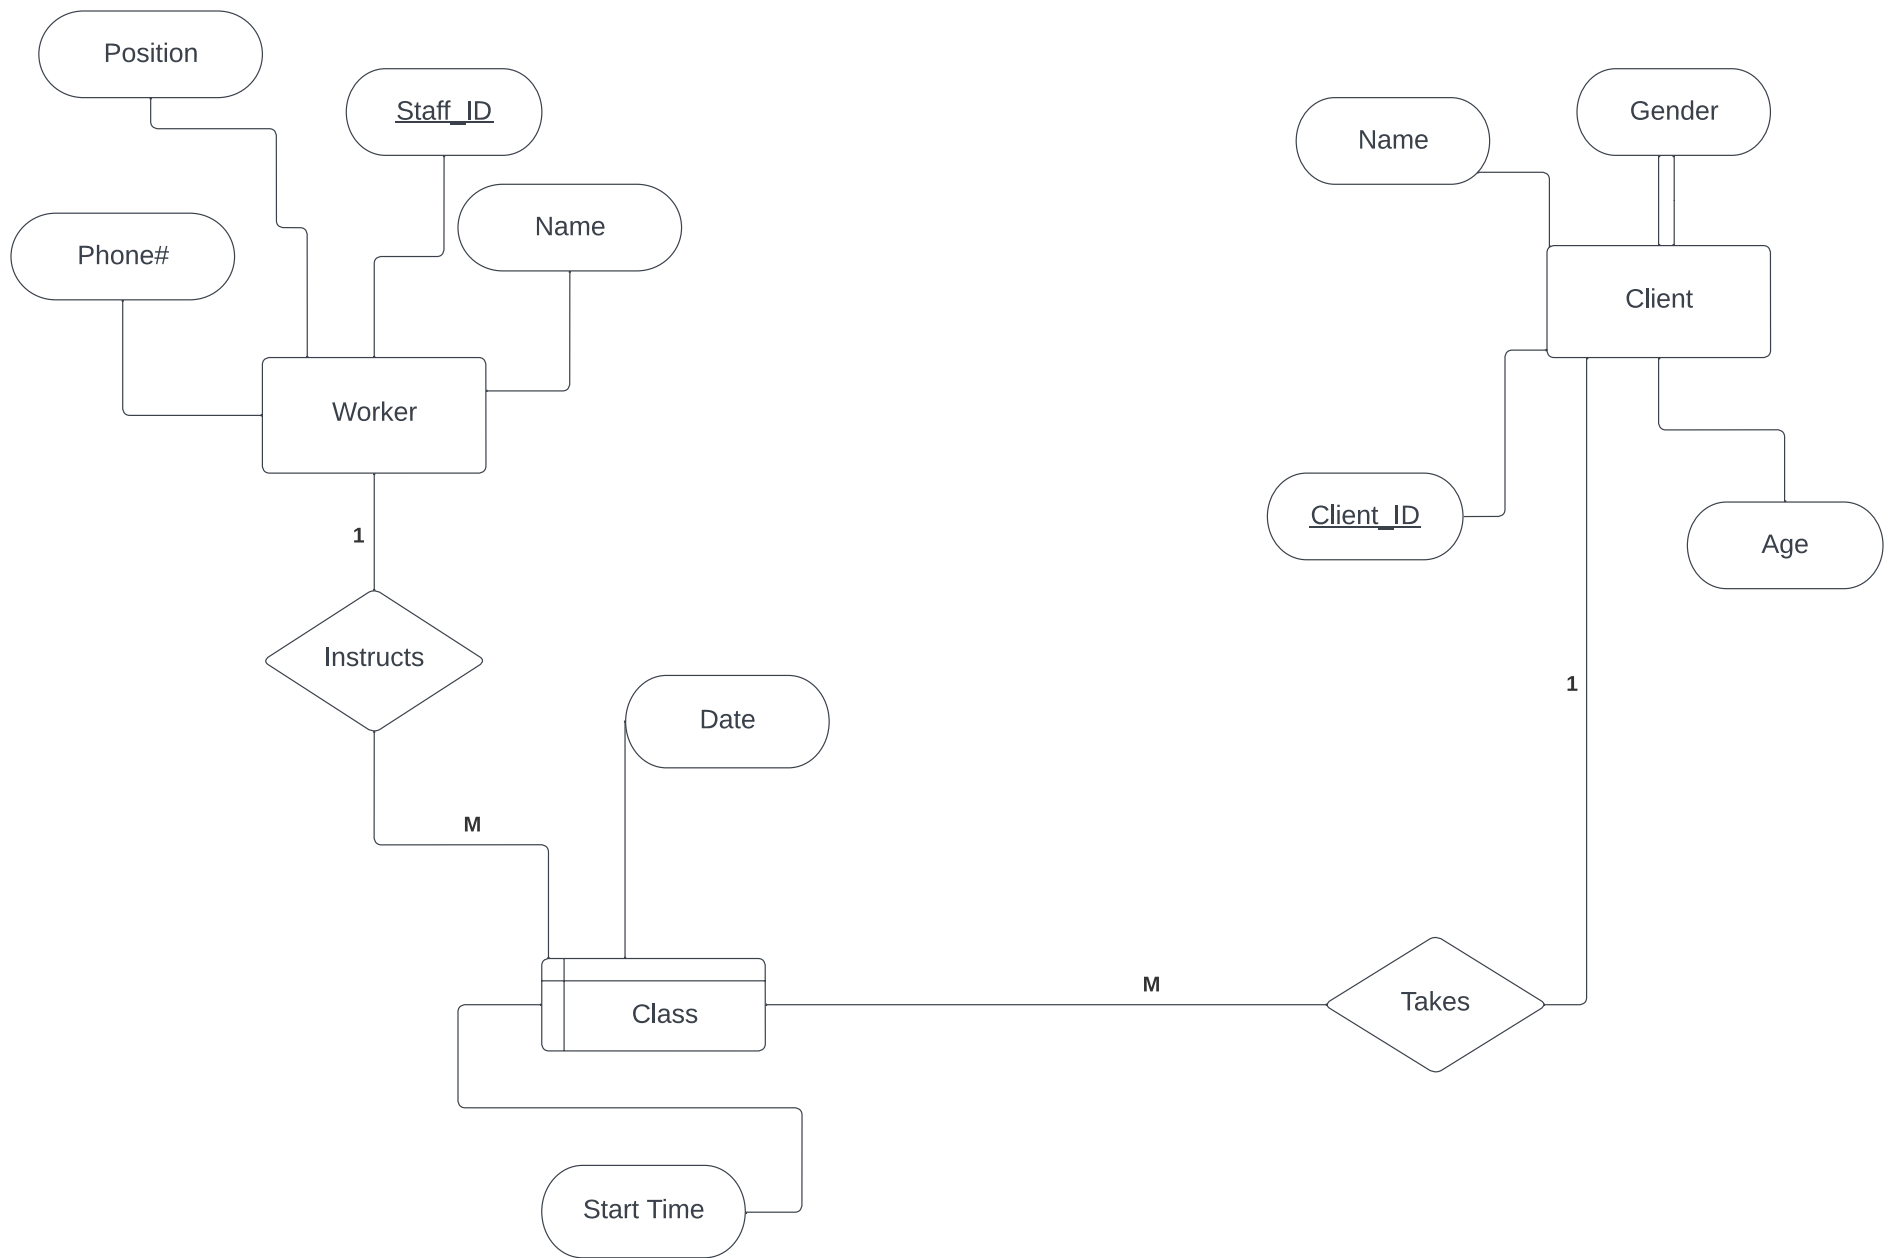 Position
Staff_ID
Name
Phone#
Worker
1
Instructs
M
Date
Class
Start Time
Name
Gender
Client
Client_ID
Age
1
M
Takes